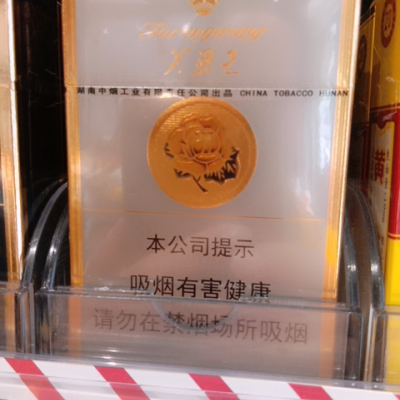 芙蓉王
湖南中烟工业有限责任公司出品 CHINA TOBACCO HUNAN
本公司提示
吸烟有害健康
请勿在禁烟场所吸烟
黄